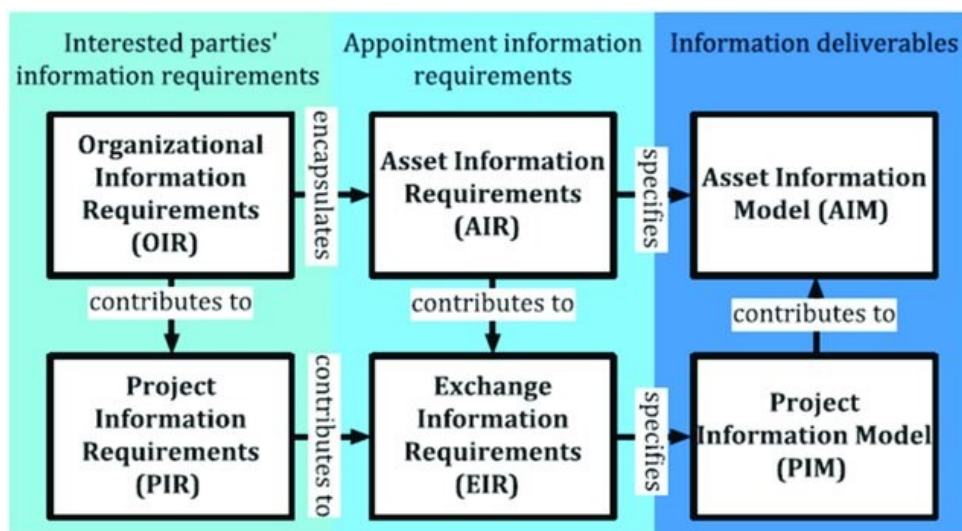 Interested parties'
information requirements
Appointment information
requirements
Information deliverables
Organizational
Information
Requirements
(OIR)
encapsulates
Asset Information
Requirements
(AIR)
specifies
Asset Information
Model (AIM)
contributes to
contributes to
contributes to
Project
Information
Requirements
(PIR)
contributes to
Exchange
Information
Requirements
(EIR)
specifies
Project
Information Model
(PIM)